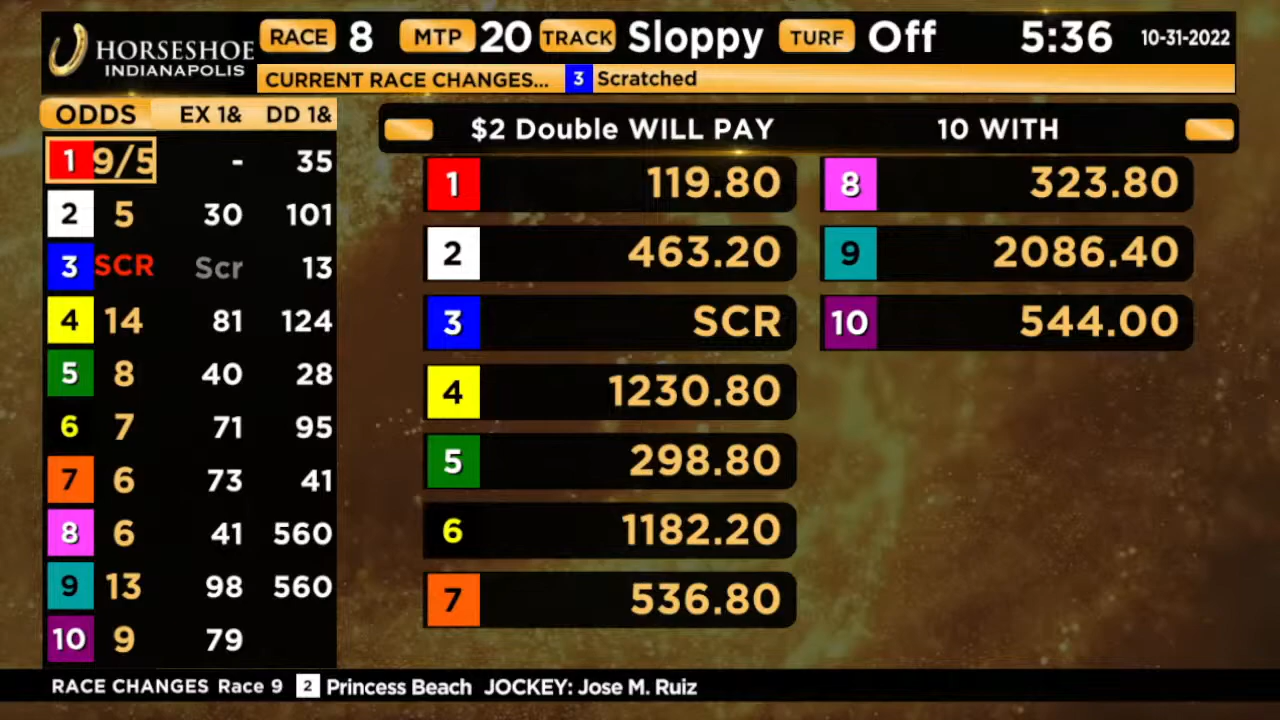 HORSESHOE
INDIANAPOLIS
RACE 8 MTP 20 TRACK Sloppy TURF Off 5:36 10-31-2022
CURRENT RACE CHANGES... 3 Scratched
ODDS EX 1& DD 1&
1 9/5 - 35
2 5 30 101
3 SCR Scr 13
4 14 81 124
5 8 40 28
6 7 71 95
7 6 73 41
8 6 41 560
9 13 98 560
10 9 79
$2 Double WILL PAY 10 WITH
1 119.80
2 463.20
3 SCR
4 1230.80
5 298.80
6 1182.20
7 536.80
8 323.80
9 2086.40
10 544.00
RACE CHANGES Race 9 2 Princess Beach JOCKEY: Jose M. Ruiz